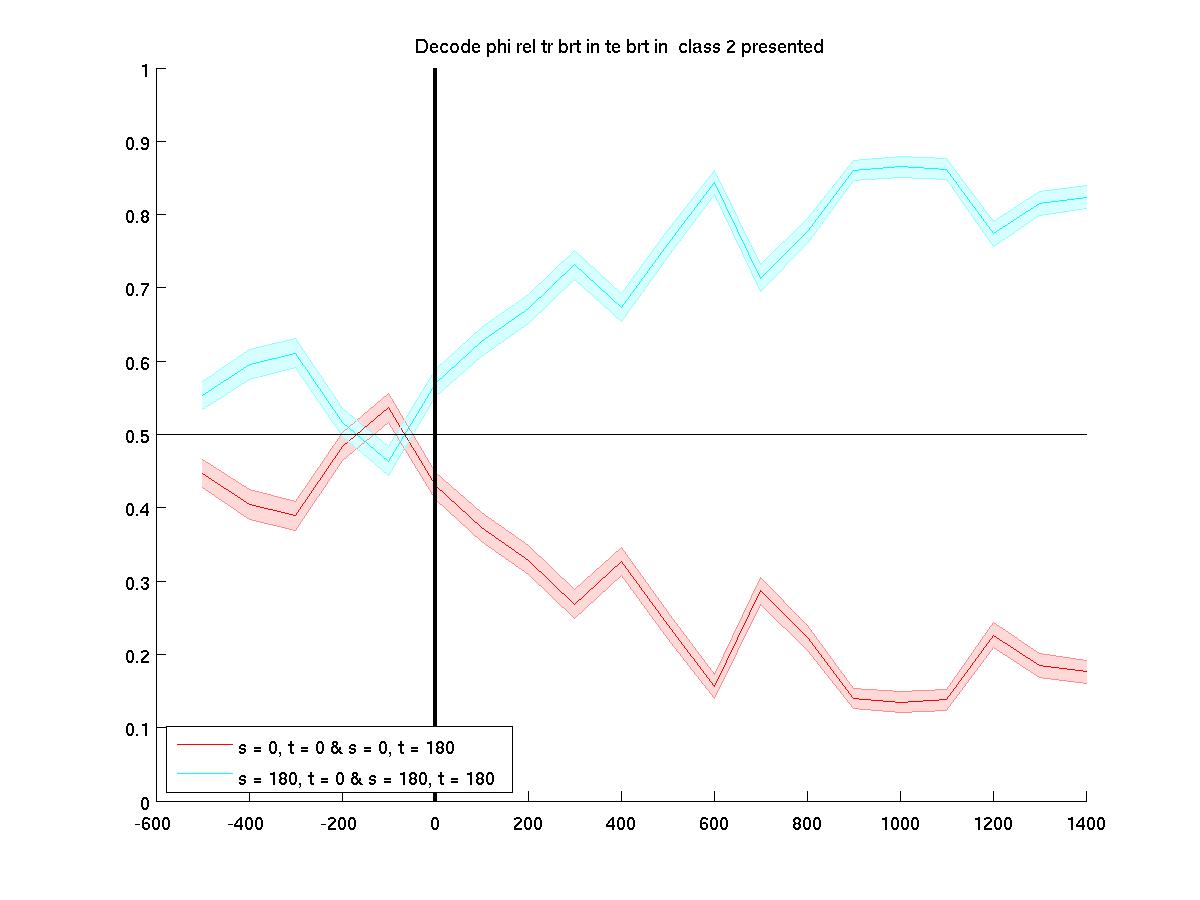 Decode phi rel tr brt in te brt in  class 2 presented
1
0.9
0.8
0.7
0.6
0.5
0.4
0.3
0.2
0.1
0
s = 0, t = 0 & s = 0, t = 180
s = 180, t = 0 & s = 180, t = 180
-600 -400 -200 0 200 400 600 800 1000 1200 1400